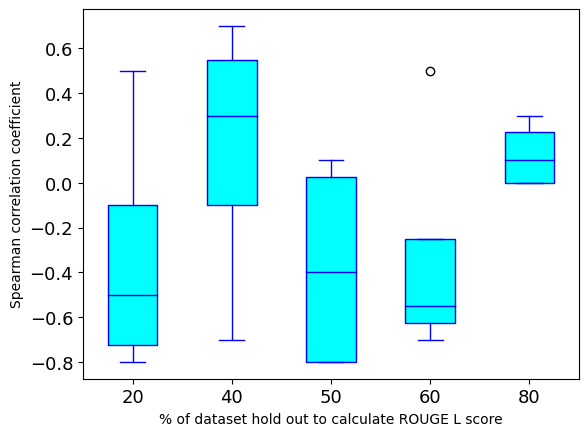 Spearman correlation coefficient
0.6
0.4
0.2
0.0
−0.2
−0.4
−0.6
−0.8
20 40 50 60 80
% of dataset hold out to calculate ROUGE L score